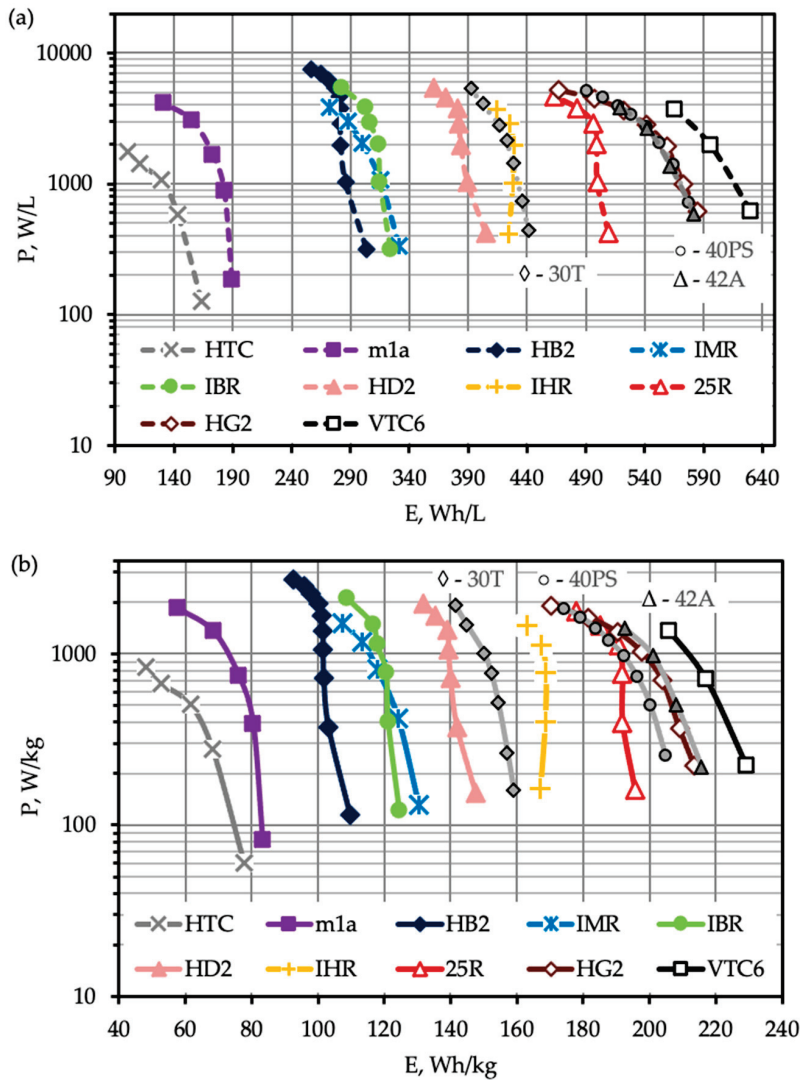 (a)
10000
1000
100
10
P, W/L
◊ - 30T
○ - 40PS
Δ - 42A
HTC m1a HB2 IMR
IBR HD2 IHR 25R
HG2 VTC6
90 140 190 240 290 340 390 440 490 540 590 640
E, Wh/L
(b)
◊ - 30T ○ - 40PS
Δ - 42A
1000
100
10
P, W/kg
HTC m1a HB2 IMR IBR
HD2 IHR 25R HG2 VTC6
40 60 80 100 120 140 160 180 200 220 240
E, Wh/kg